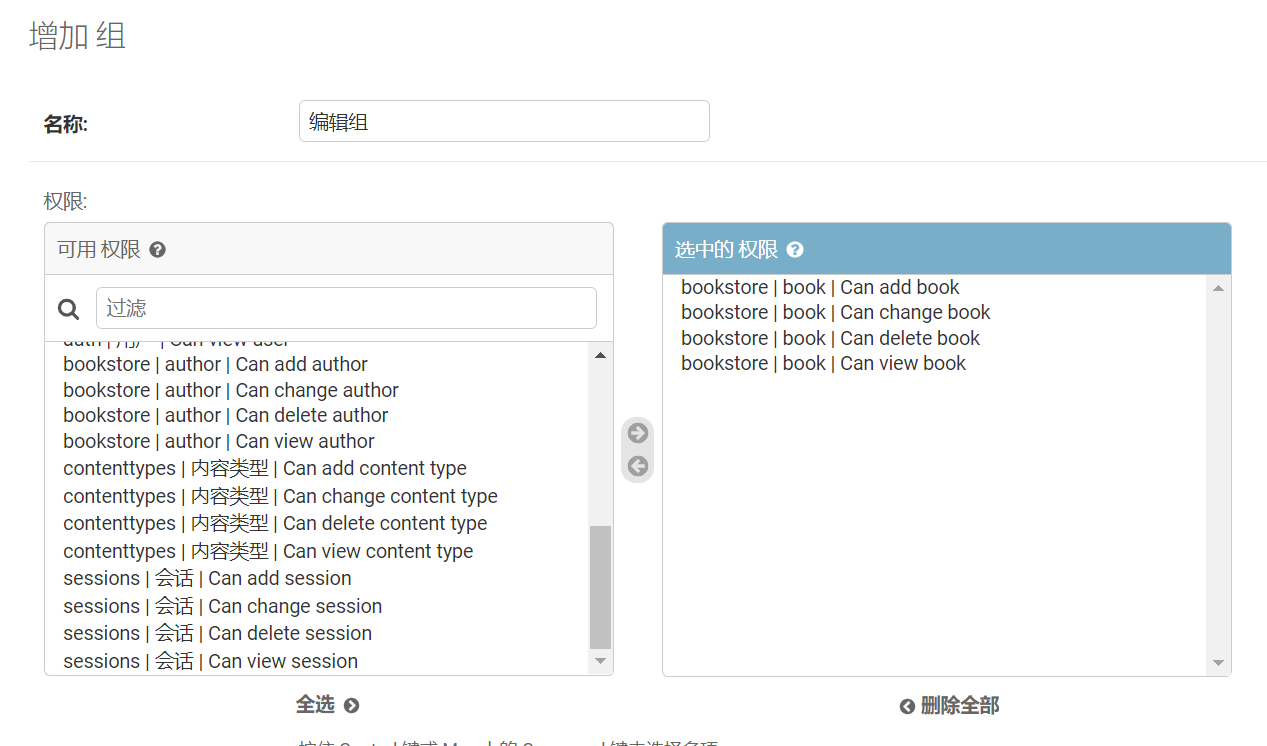 增加 组
名称:
编辑组
权限:
可用 权限
过滤
auth | 用户 | Can view user
bookstore | author | Can add author
bookstore | author | Can change author
bookstore | author | Can delete author
bookstore | author | Can view author
contenttypes | 内容类型 | Can add content type
contenttypes | 内容类型 | Can change content type
contenttypes | 内容类型 | Can delete content type
contenttypes | 内容类型 | Can view content type
sessions | 会话 | Can add session
sessions | 会话 | Can change session
sessions | 会话 | Can delete session
sessions | 会话 | Can view session
全选
选中的 权限
bookstore | book | Can add book
bookstore | book | Can change book
bookstore | book | Can delete book
bookstore | book | Can view book
删除全部